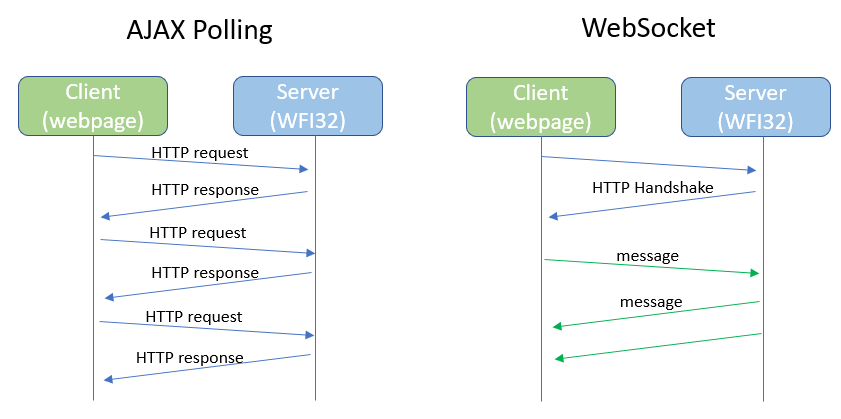 AJAX Polling
Client
(webpage)
Server
(WFI32)
HTTP request
HTTP response
HTTP request
HTTP response
HTTP request
HTTP response
WebSocket
Client
(webpage)
Server
(WFI32)
HTTP Handshake
message
message